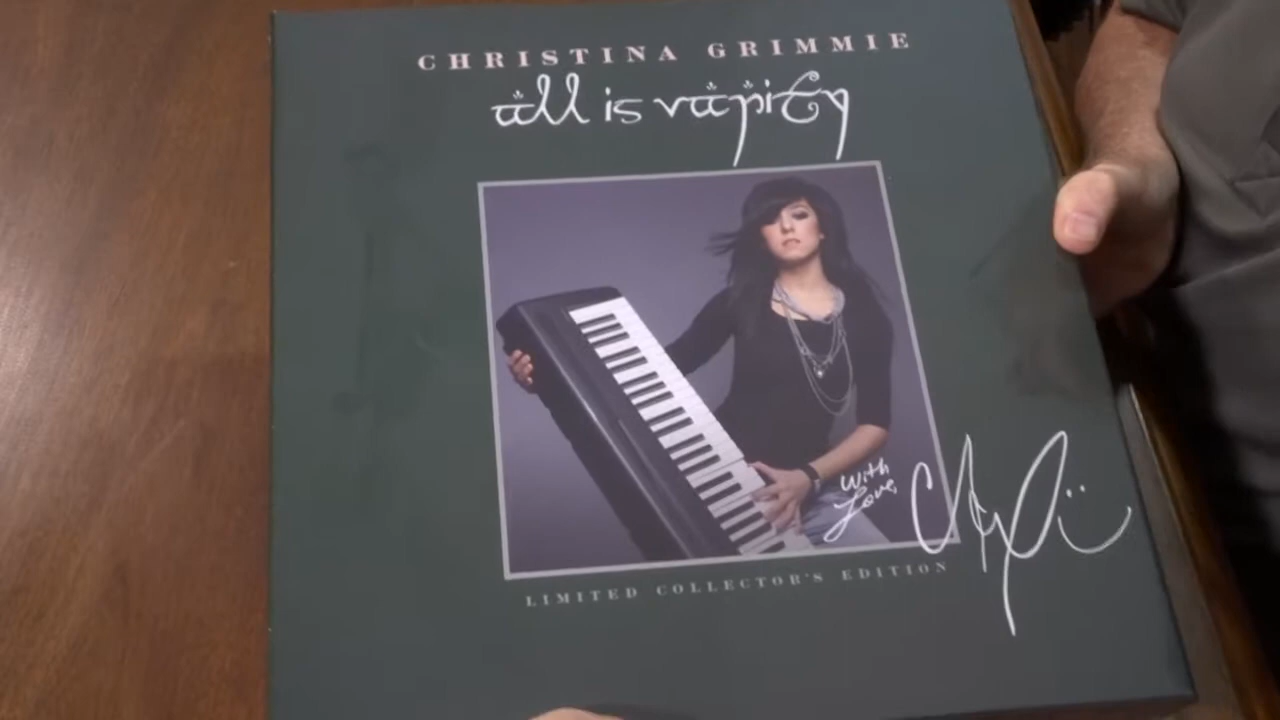 CHRISTINA GRIMMIE
all is vanity
With
Love,
LIMITED COLLECTOR'S EDITION